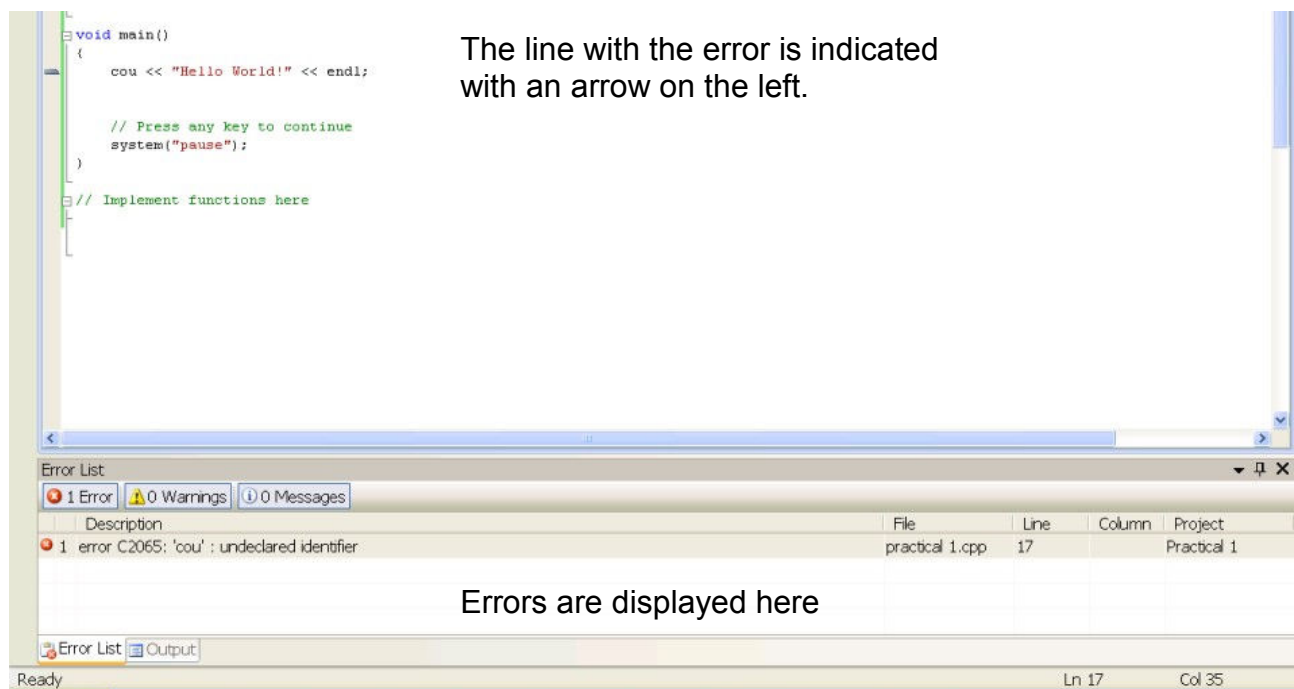 void main()
{
cou << "Hello World!" << endl;
The line with the error is indicated
with an arrow on the left.
// Press any key to continue
system("pause");
}
// Implement functions here
Error List
1 Error 0 Warnings 0 Messages
Description File Line Column Project
1 error C2065: 'cou' : undeclared identifier practical 1.cpp 17 Practical 1
Errors are displayed here
Error List Output
Ready Ln 17 Col 35